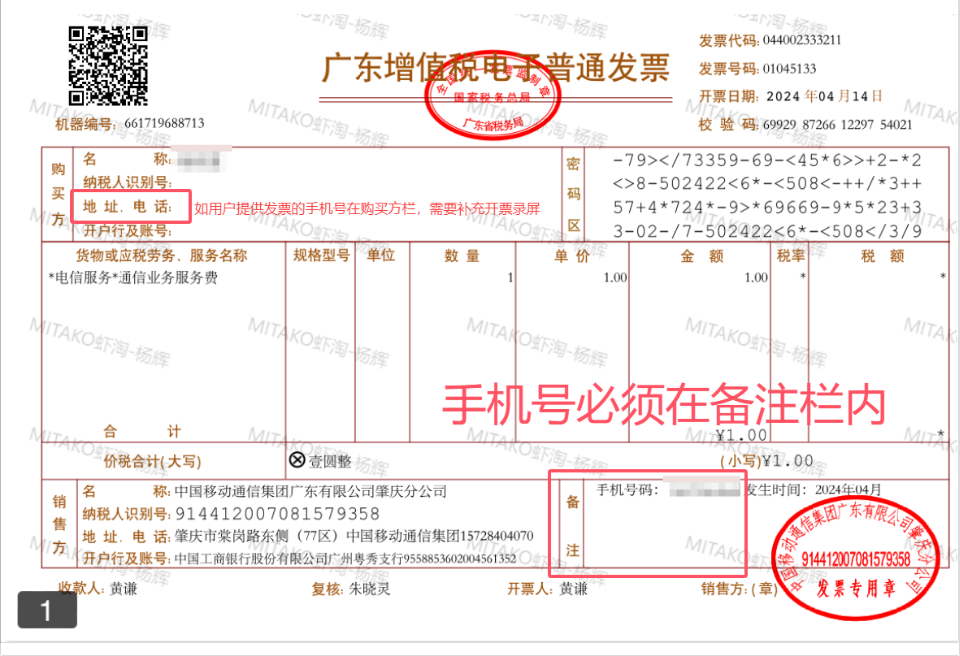 广东增值税电子普通发票
全国统一发票监制章
国家税务总局
广东省税务局
发票代码: 044002333211
发票号码: 01045133
开票日期: 2024 年04 月14 日
校 验 码: 69929 87266 12297 54021
机器编号: 661719688713
购买方
名 称:
纳税人识别号:
地 址、电 话:
如用户提供发票的手机号在购买方栏，需要补充开票录屏
开户行及账号:
密码区
-79></73359-69-<45*6>>+2-*2
<>8-502422<6*-<508<-++/*3++
57+4*724*-9>*69669-9*5*23+3
3-02-/7-502422<6*-<508</3/9
货物或应税劳务、服务名称 规格型号 单位 数 量 单 价 金 额 税率 税 额
*电信服务*通信业务服务费 1 1.00 1.00 * *
手机号必须在备注栏内
合 计 ¥1.00 *
价税合计(大写) ⊗壹圆整 (小写)¥1.00
销售方
名 称: 中国移动通信集团广东有限公司肇庆分公司
纳税人识别号: 914412007081579358
地 址、电 话: 肇庆市棠岗路东侧（77区）中国移动通信集团15728404070
开户行及账号: 中国工商银行股份有限公司广州粤秀支行9558853602004561352
备注
手机号码: 发生时间: 2024年04月
中国移动通信集团广东有限公司肇庆分公司
914412007081579358
发票专用章
收款人: 黄谦 复核: 朱晓灵 开票人: 黄谦 销售方: (章)
1
MITAKO虾淘-杨辉